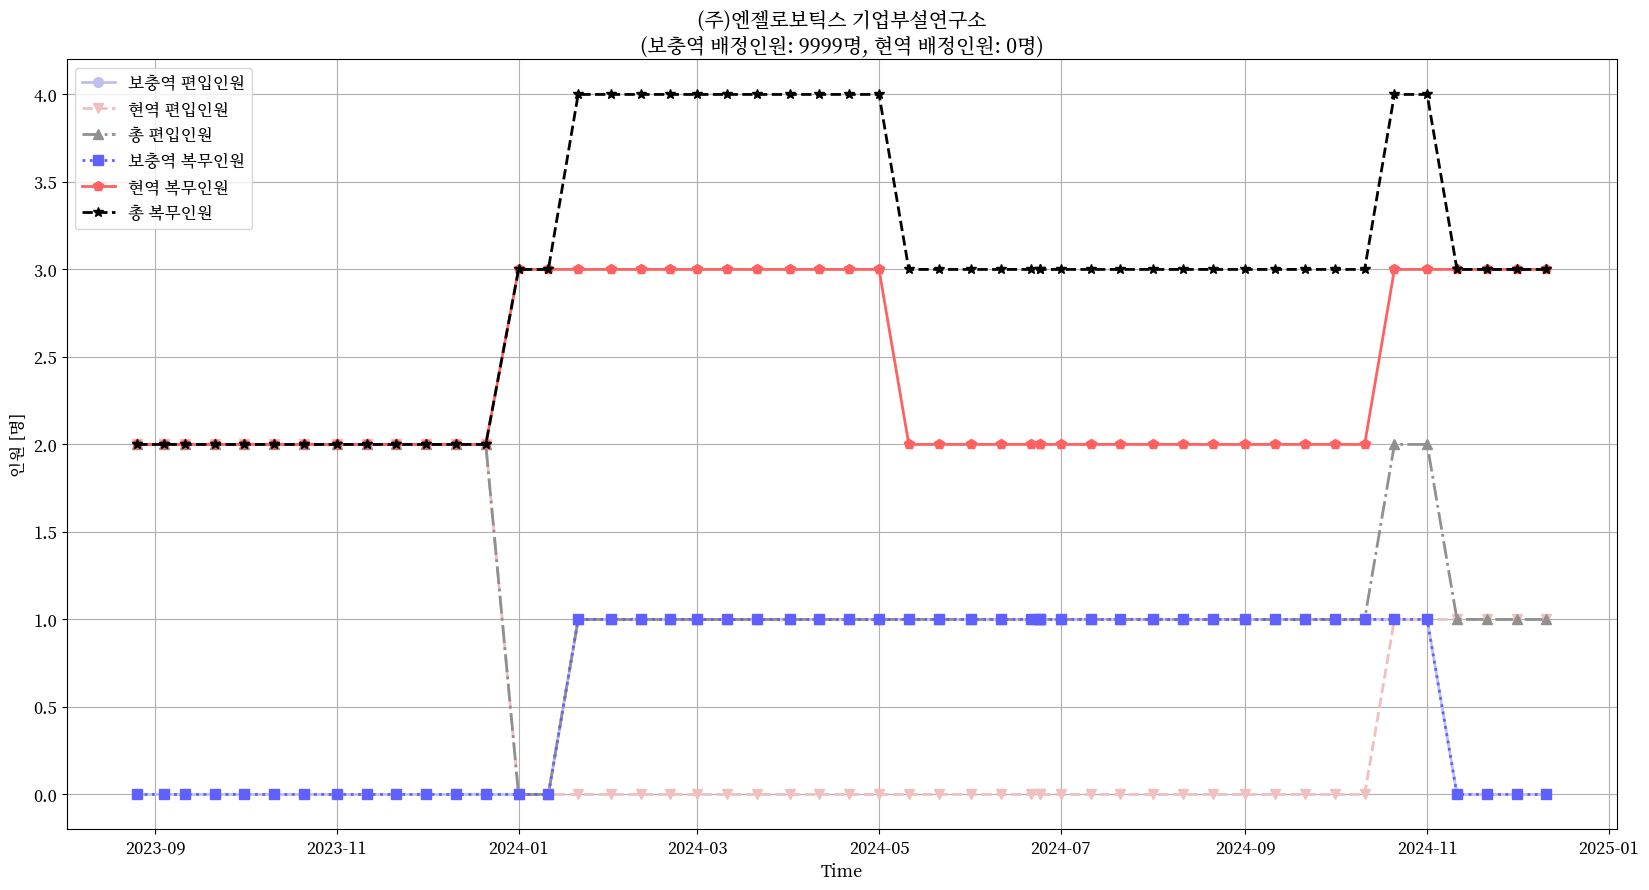 (주)엔젤로보틱스 기업부설연구소
(보충역 배정인원: 9999명, 현역 배정인원: 0명)
보충역 편입인원
현역 편입인원
총 편입인원
보충역 복무인원
현역 복무인원
총 복무인원
4.0
3.5
3.0
2.5
2.0
1.5
1.0
0.5
0.0
인원 [명]
2023-09
2023-11
2024-01
2024-03
2024-05
2024-07
2024-09
2024-11
2025-01
Time